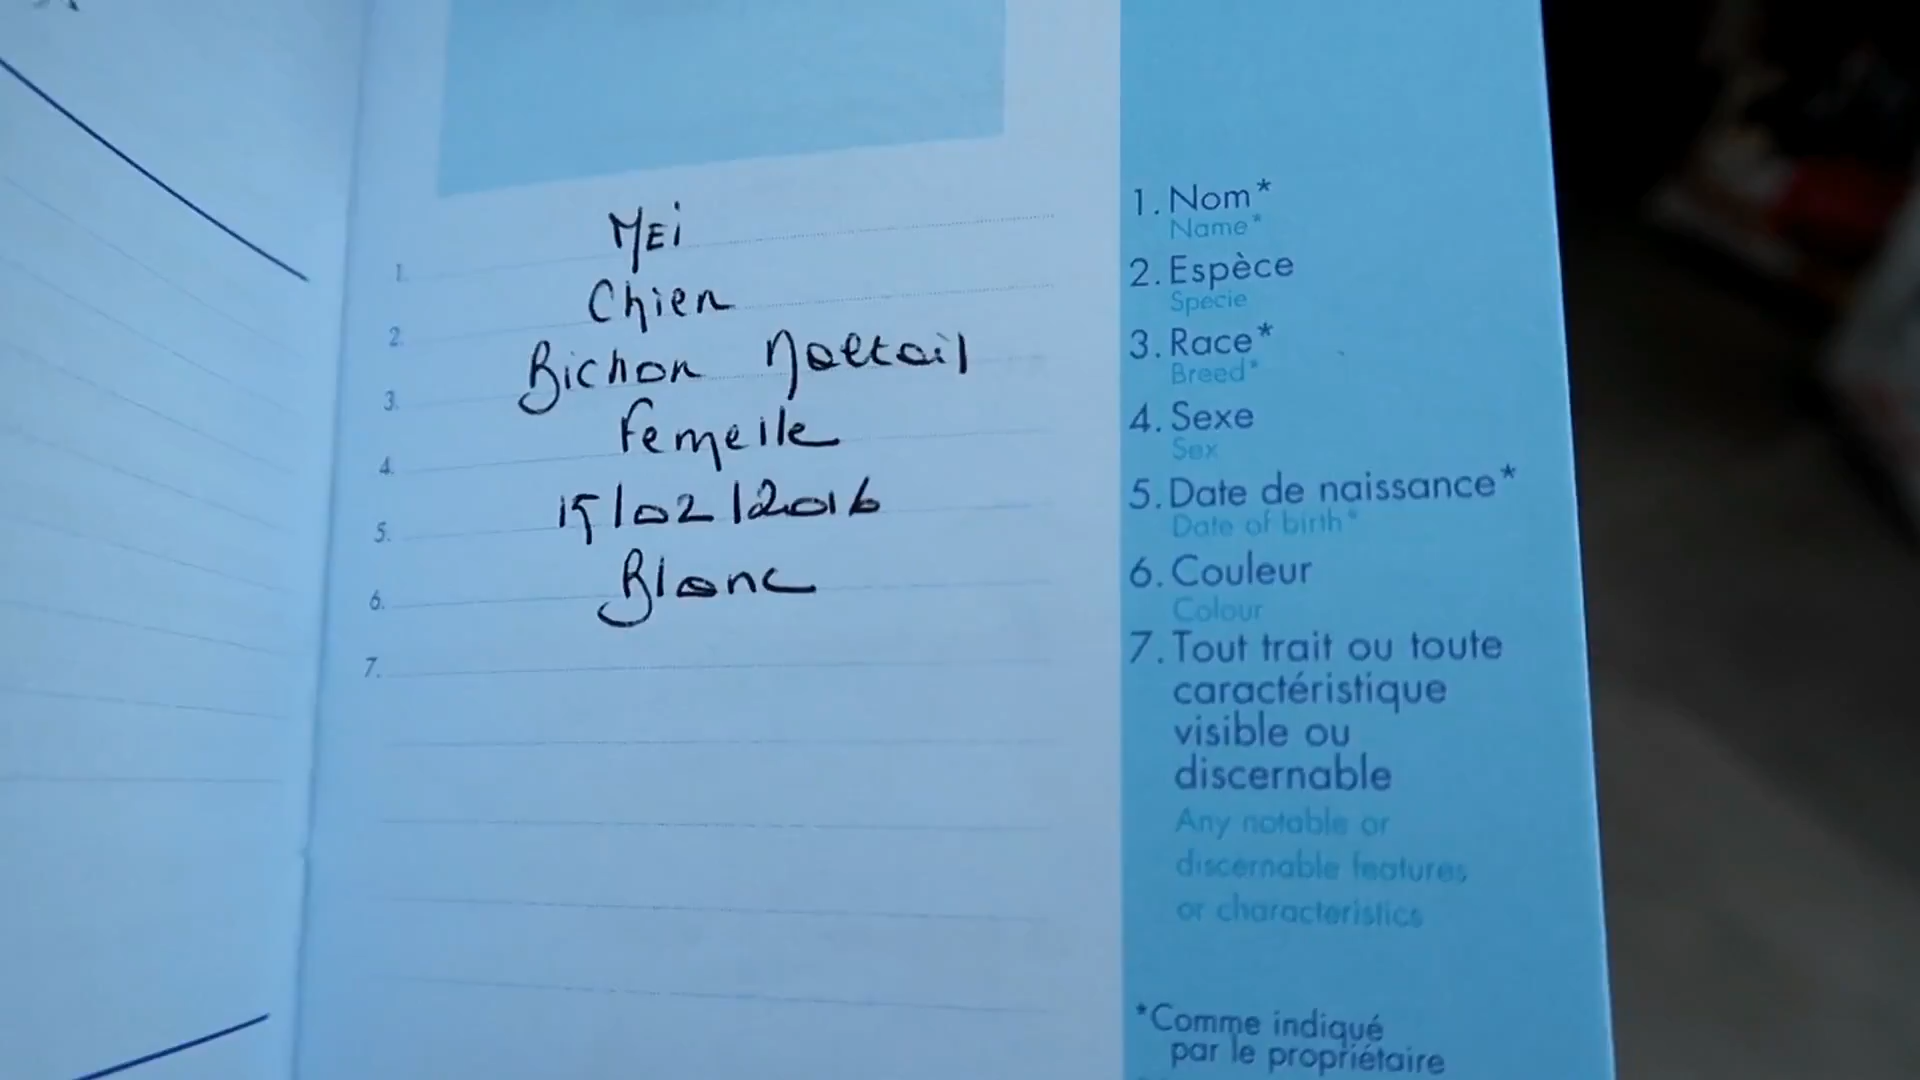 1. MEi
2. Chien
3. Bichon Maltais
4. Femelle
5. 15/02/2016
6. Blanc
7.
1. Nom*
Name*
2. Espèce
Specie
3. Race*
Breed*
4. Sexe
Sex
5. Date de naissance*
Date of birth*
6. Couleur
Colour
7. Tout trait ou toute
caractéristique
visible ou
discernable
Any notable or
discernable features
or characteristics
*Comme indiqué
par le propriétaire